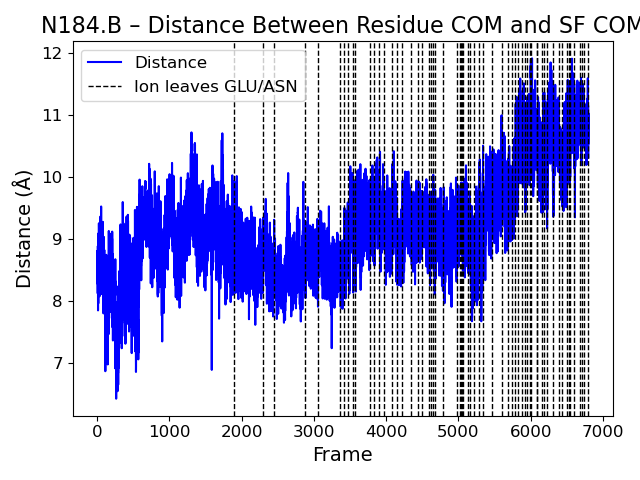 N184.B – Distance Between Residue COM and SF COM
12
11
10
9
8
7
Distance (Å)
Distance
Ion leaves GLU/ASN
0
1000
2000
3000
4000
5000
6000
7000
Frame